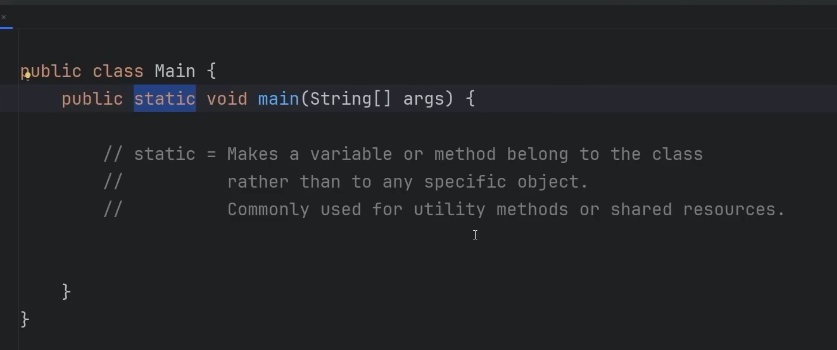 public class Main {
public static void main(String[] args) {
// static = Makes a variable or method belong to the class
// rather than to any specific object.
// Commonly used for utility methods or shared resources.
}
}